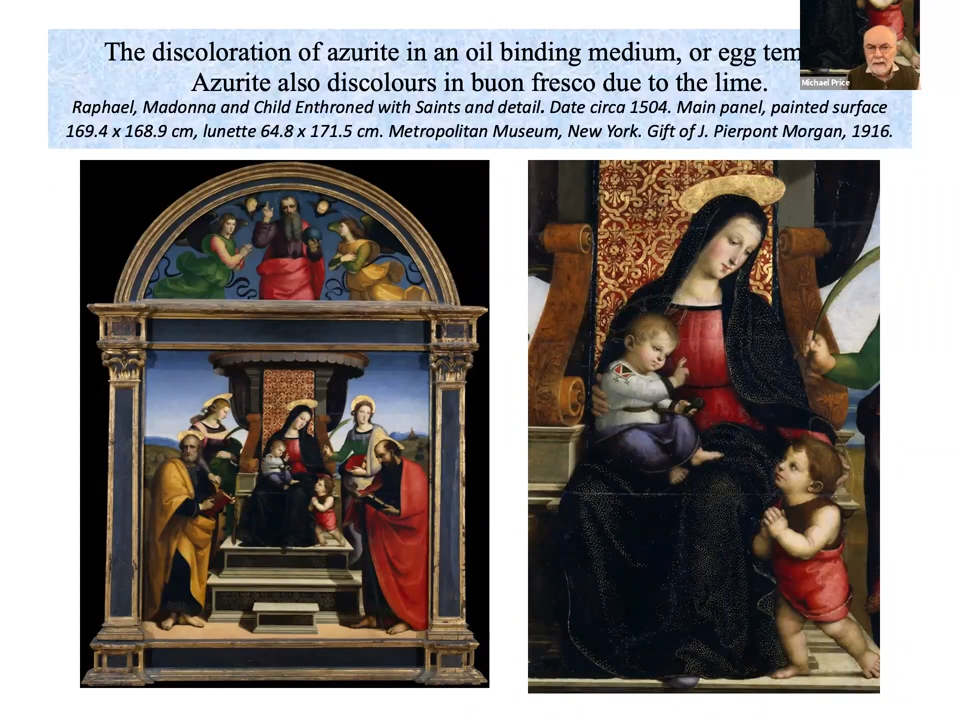 The discoloration of azurite in an oil binding medium, or egg
Azurite also discolours in buon fresco due to the lime.
Raphael, Madonna and Child Enthroned with Saints and detail. Date circa 1504. Main panel, painted surface
169.4 x 168.9 cm, lunette 64.8 x 171.5 cm. Metropolitan Museum, New York. Gift of J. Pierpont Morgan, 1916.
Michael Price